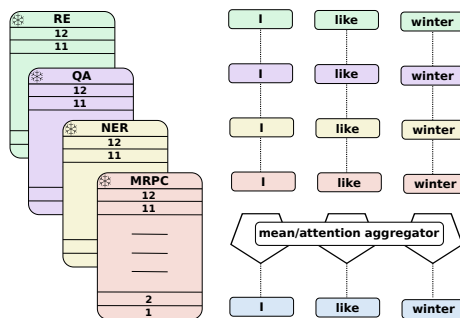 RE
12
11
QA
12
11
NER
12
11
MRPC
12
11
2
1
I like winter
I like winter
I like winter
I like winter
mean/attention aggregator
I like winter